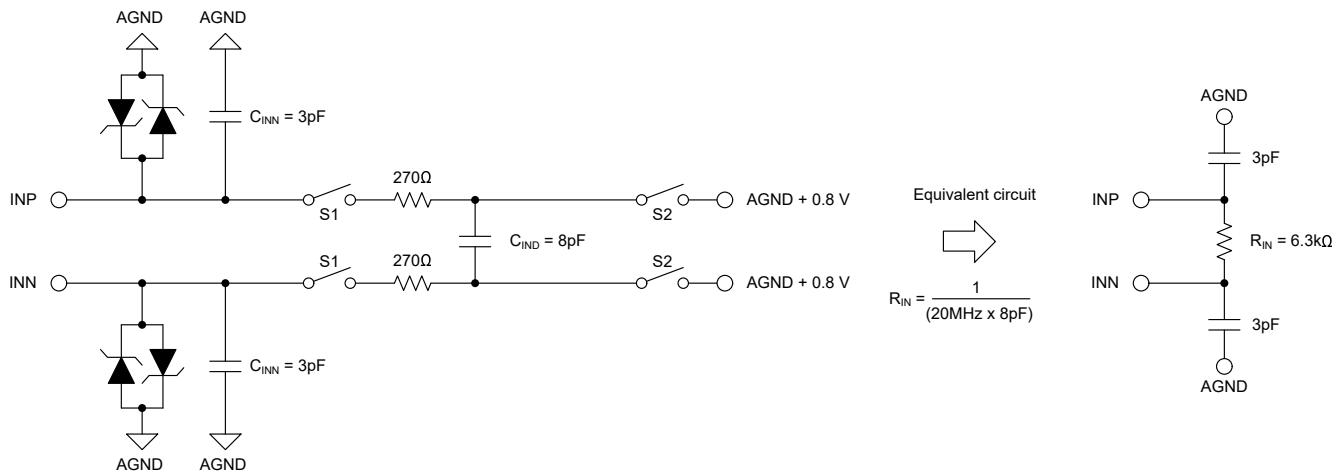 AGND
AGND
C_INN = 3pF
INP
S1
270Ω
S2
AGND + 0.8 V
C_IND = 8pF
INN
S1
270Ω
S2
AGND + 0.8 V
C_INN = 3pF
AGND
AGND
Equivalent circuit
R_IN = 1
(20MHz x 8pF)
AGND
3pF
INP
R_IN = 6.3kΩ
INN
3pF
AGND